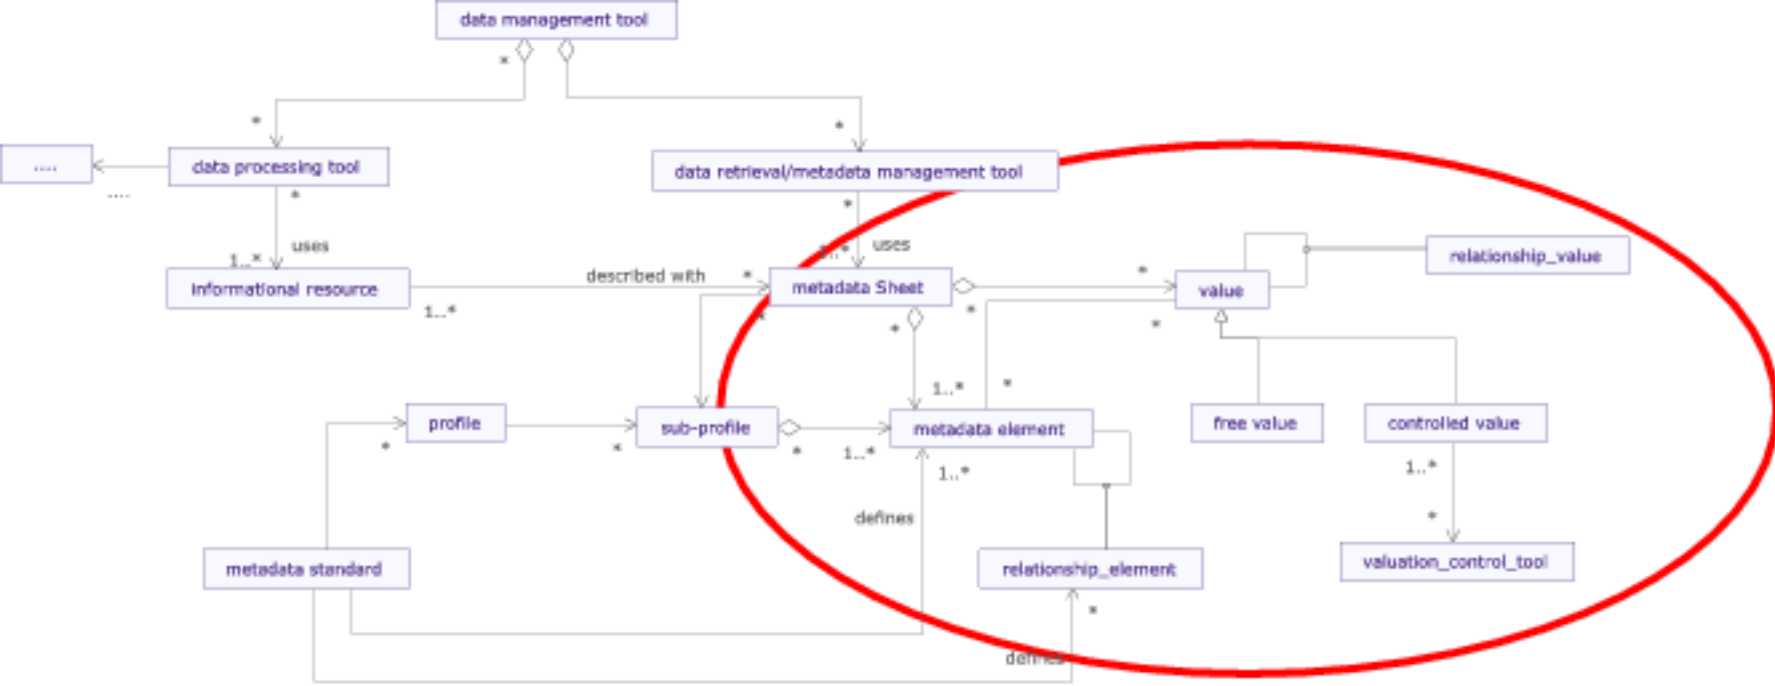 data management tool
*
*
*
....
data processing tool
data retrieval/metadata management tool
....
*
*
uses
1..*
1..*
uses
relationship_value
informational resource
described with
*
metadata Sheet
*
value
1..*
*
*
*
*
1..*
*
profile
sub-profile
metadata element
free value
controlled value
*
*
*
1..*
1..*
1..*
defines
*
metadata standard
relationship_element
valuation_control_tool
*
defines